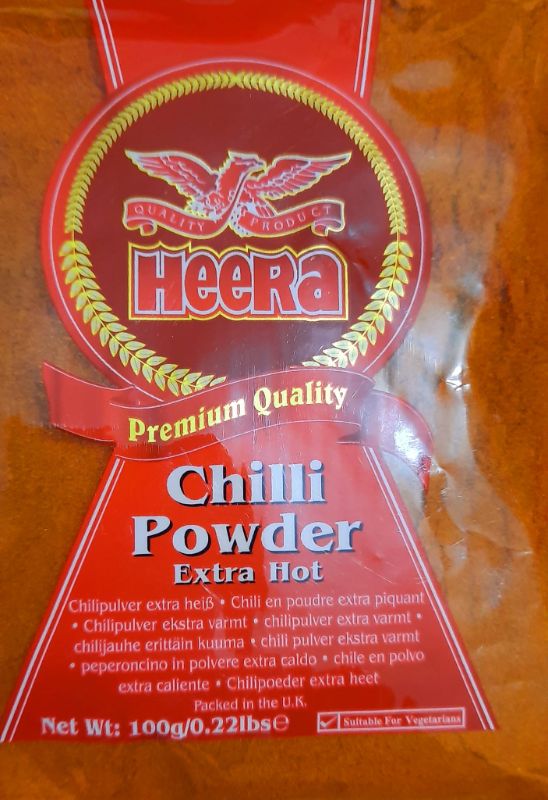 QUALITY PRODUCT
HeeRa
Premium Quality
Chilli
Powder
Extra Hot
Chilipulver extra heiß • Chili en poudre extra piquant
• Chilipulver ekstra varmt • chilipulver extra varmt •
chilijauhe erittäin kuuma • chili pulver ekstra varmt
• peperoncino in polvere extra caldo • chile en polvo
extra caliente • Chilipoeder extra heet
Packed in the U.K.
Net Wt: 100g/0.22lbs℮
Suitable For Vegetarians